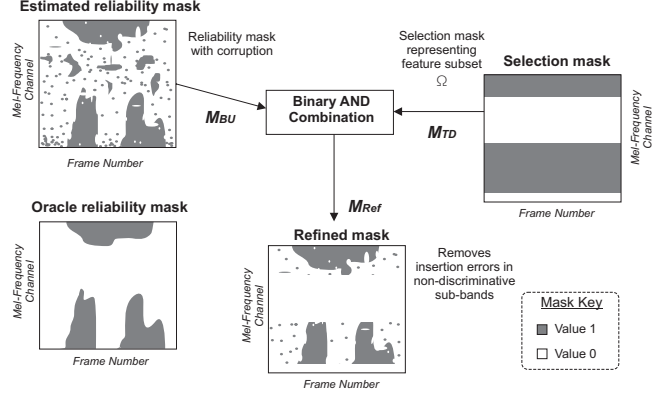 Estimated reliability mask
Mel-Frequency
Channel
Frame Number
Reliability mask
with corruption
M_BU
Binary AND
Combination
Selection mask
representing
feature subset
Ω
M_TD
Selection mask
Mel-Frequency
Channel
Frame Number
Oracle reliability mask
Mel-Frequency
Channel
Frame Number
M_Ref
Refined mask
Mel-Frequency
Channel
Frame Number
Removes
insertion errors in
non-discriminative
sub-bands
Mask Key
Value 1
Value 0